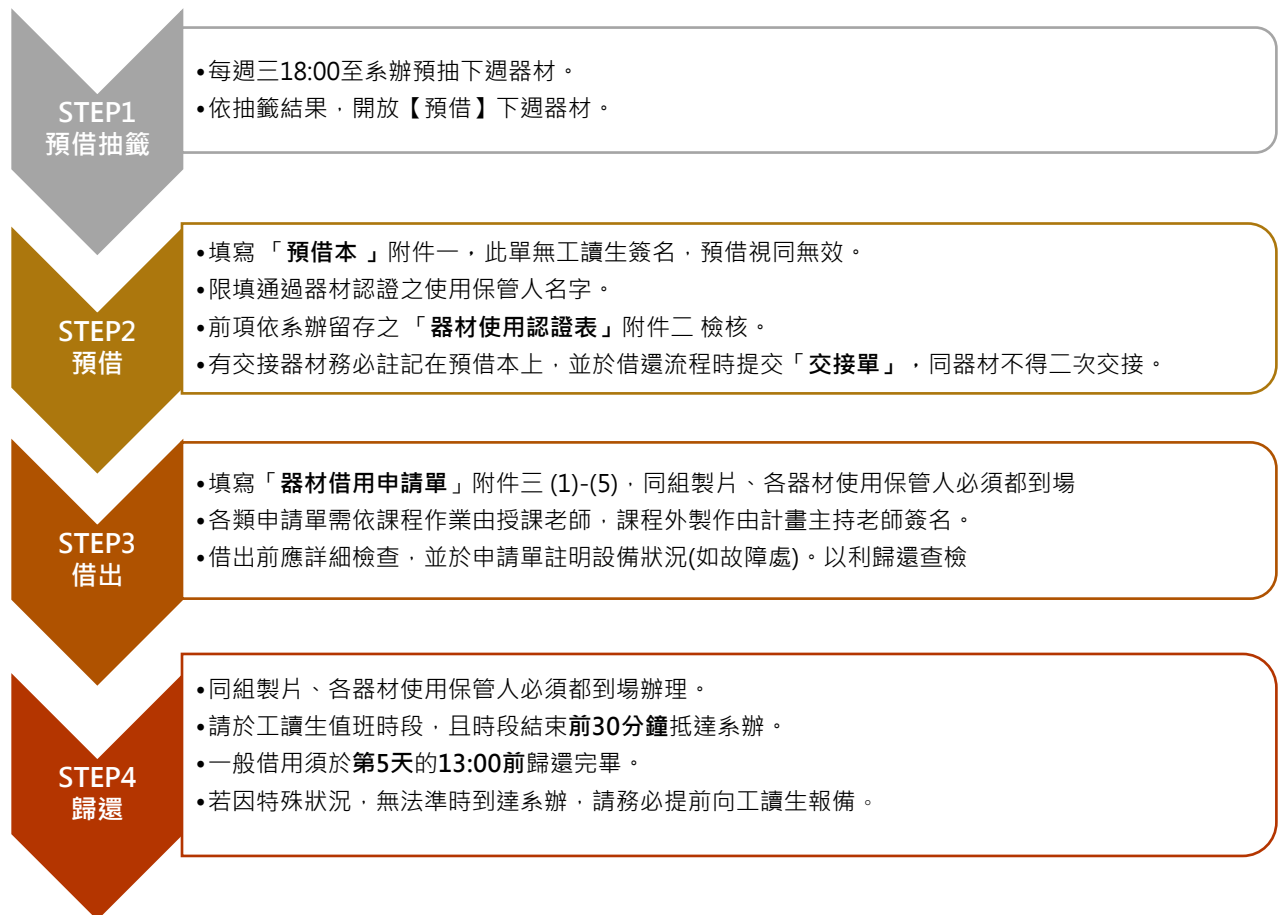 STEP1
預借抽籤
•每週三18:00至系辦預抽下週器材。
•依抽籤結果，開放【預借】下週器材。
STEP2
預借
•填寫 「預借本 」附件一，此單無工讀生簽名，預借視同無效。
•限填通過器材認證之使用保管人名字。
•前項依系辦留存之 「器材使用認證表」附件二 檢核。
•有交接器材務必註記在預借本上，並於借還流程時提交「交接單」，同器材不得二次交接。
STEP3
借出
•填寫「器材借用申請單」附件三 (1)-(5)，同組製片、各器材使用保管人必須都到場
•各類申請單需依課程作業由授課老師，課程外製作由計畫主持老師簽名。
•借出前應詳細檢查，並於申請單註明設備狀況(如故障處)。以利歸還查檢
STEP4
歸還
•同組製片、各器材使用保管人必須都到場辦理。
•請於工讀生值班時段，且時段結束前30分鐘抵達系辦。
•一般借用須於第5天的13:00前歸還完畢。
•若因特殊狀況，無法準時到達系辦，請務必提前向工讀生報備。